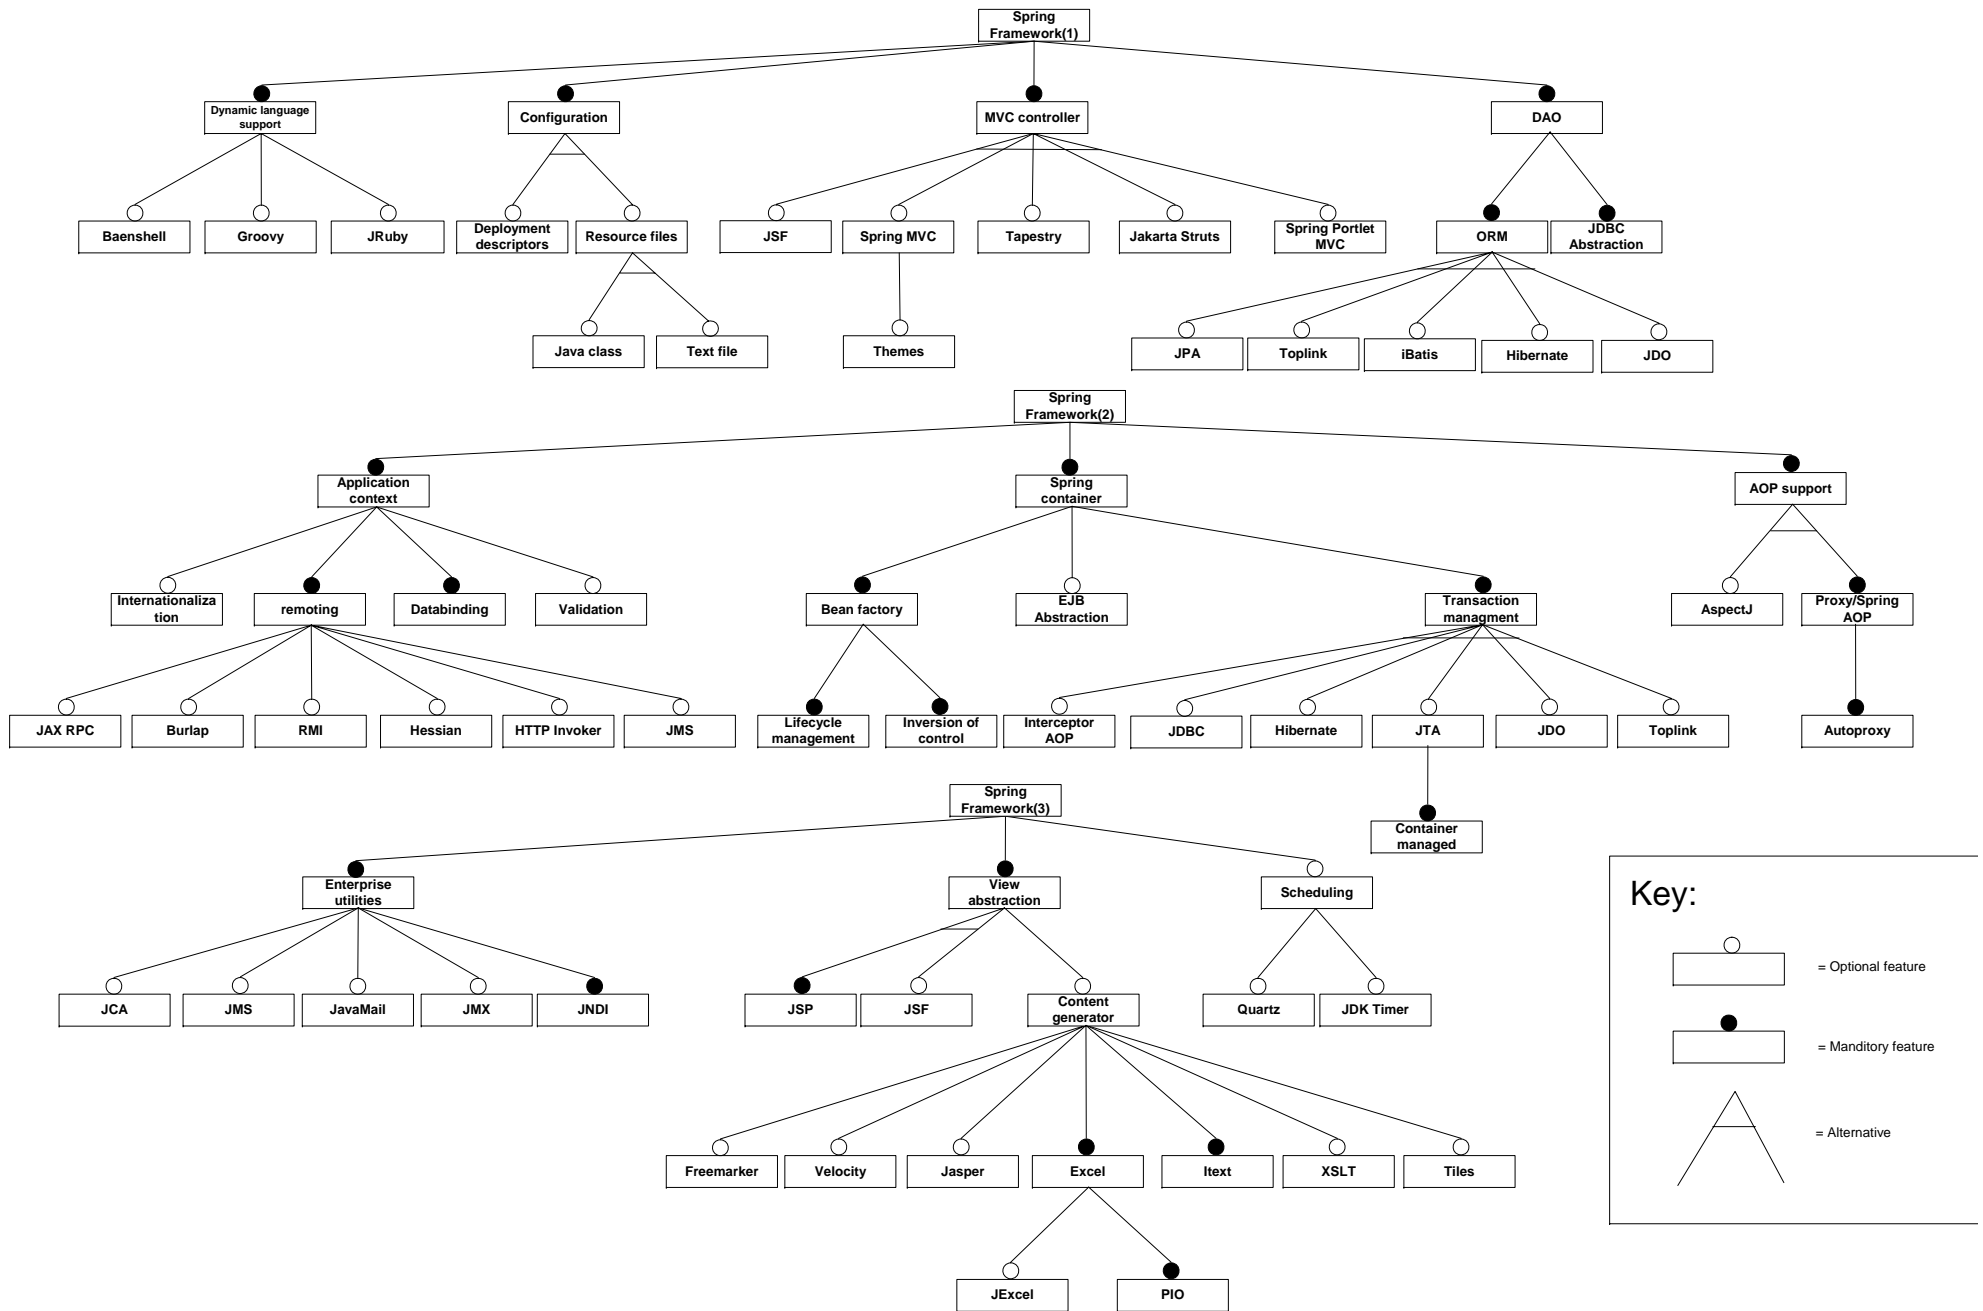 Spring
Framework(1)
Dynamic language
support
Configuration
MVC controller
DAO
Baenshell
Groovy
JRuby
Deployment
descriptors
Resource files
JSF
Spring MVC
Tapestry
Jakarta Struts
Spring Portlet
MVC
ORM
JDBC
Abstraction
Java class
Text file
Themes
JPA
Toplink
iBatis
Hibernate
JDO
Spring
Framework(2)
Application
context
Spring
container
AOP support
Internationaliza
tion
remoting
Databinding
Validation
Bean factory
EJB
Abstraction
Transaction
managment
AspectJ
Proxy/Spring
AOP
JAX RPC
Burlap
RMI
Hessian
HTTP Invoker
JMS
Lifecycle
management
Inversion of
control
Interceptor
AOP
JDBC
Hibernate
JTA
JDO
Toplink
Autoproxy
Container
managed
Spring
Framework(3)
Enterprise
utilities
View
abstraction
Scheduling
JCA
JMS
JavaMail
JMX
JNDI
JSP
JSF
Content
generator
Quartz
JDK Timer
Freemarker
Velocity
Jasper
Excel
Itext
XSLT
Tiles
JExcel
PIO
Key:
= Optional feature
= Manditory feature
= Alternative